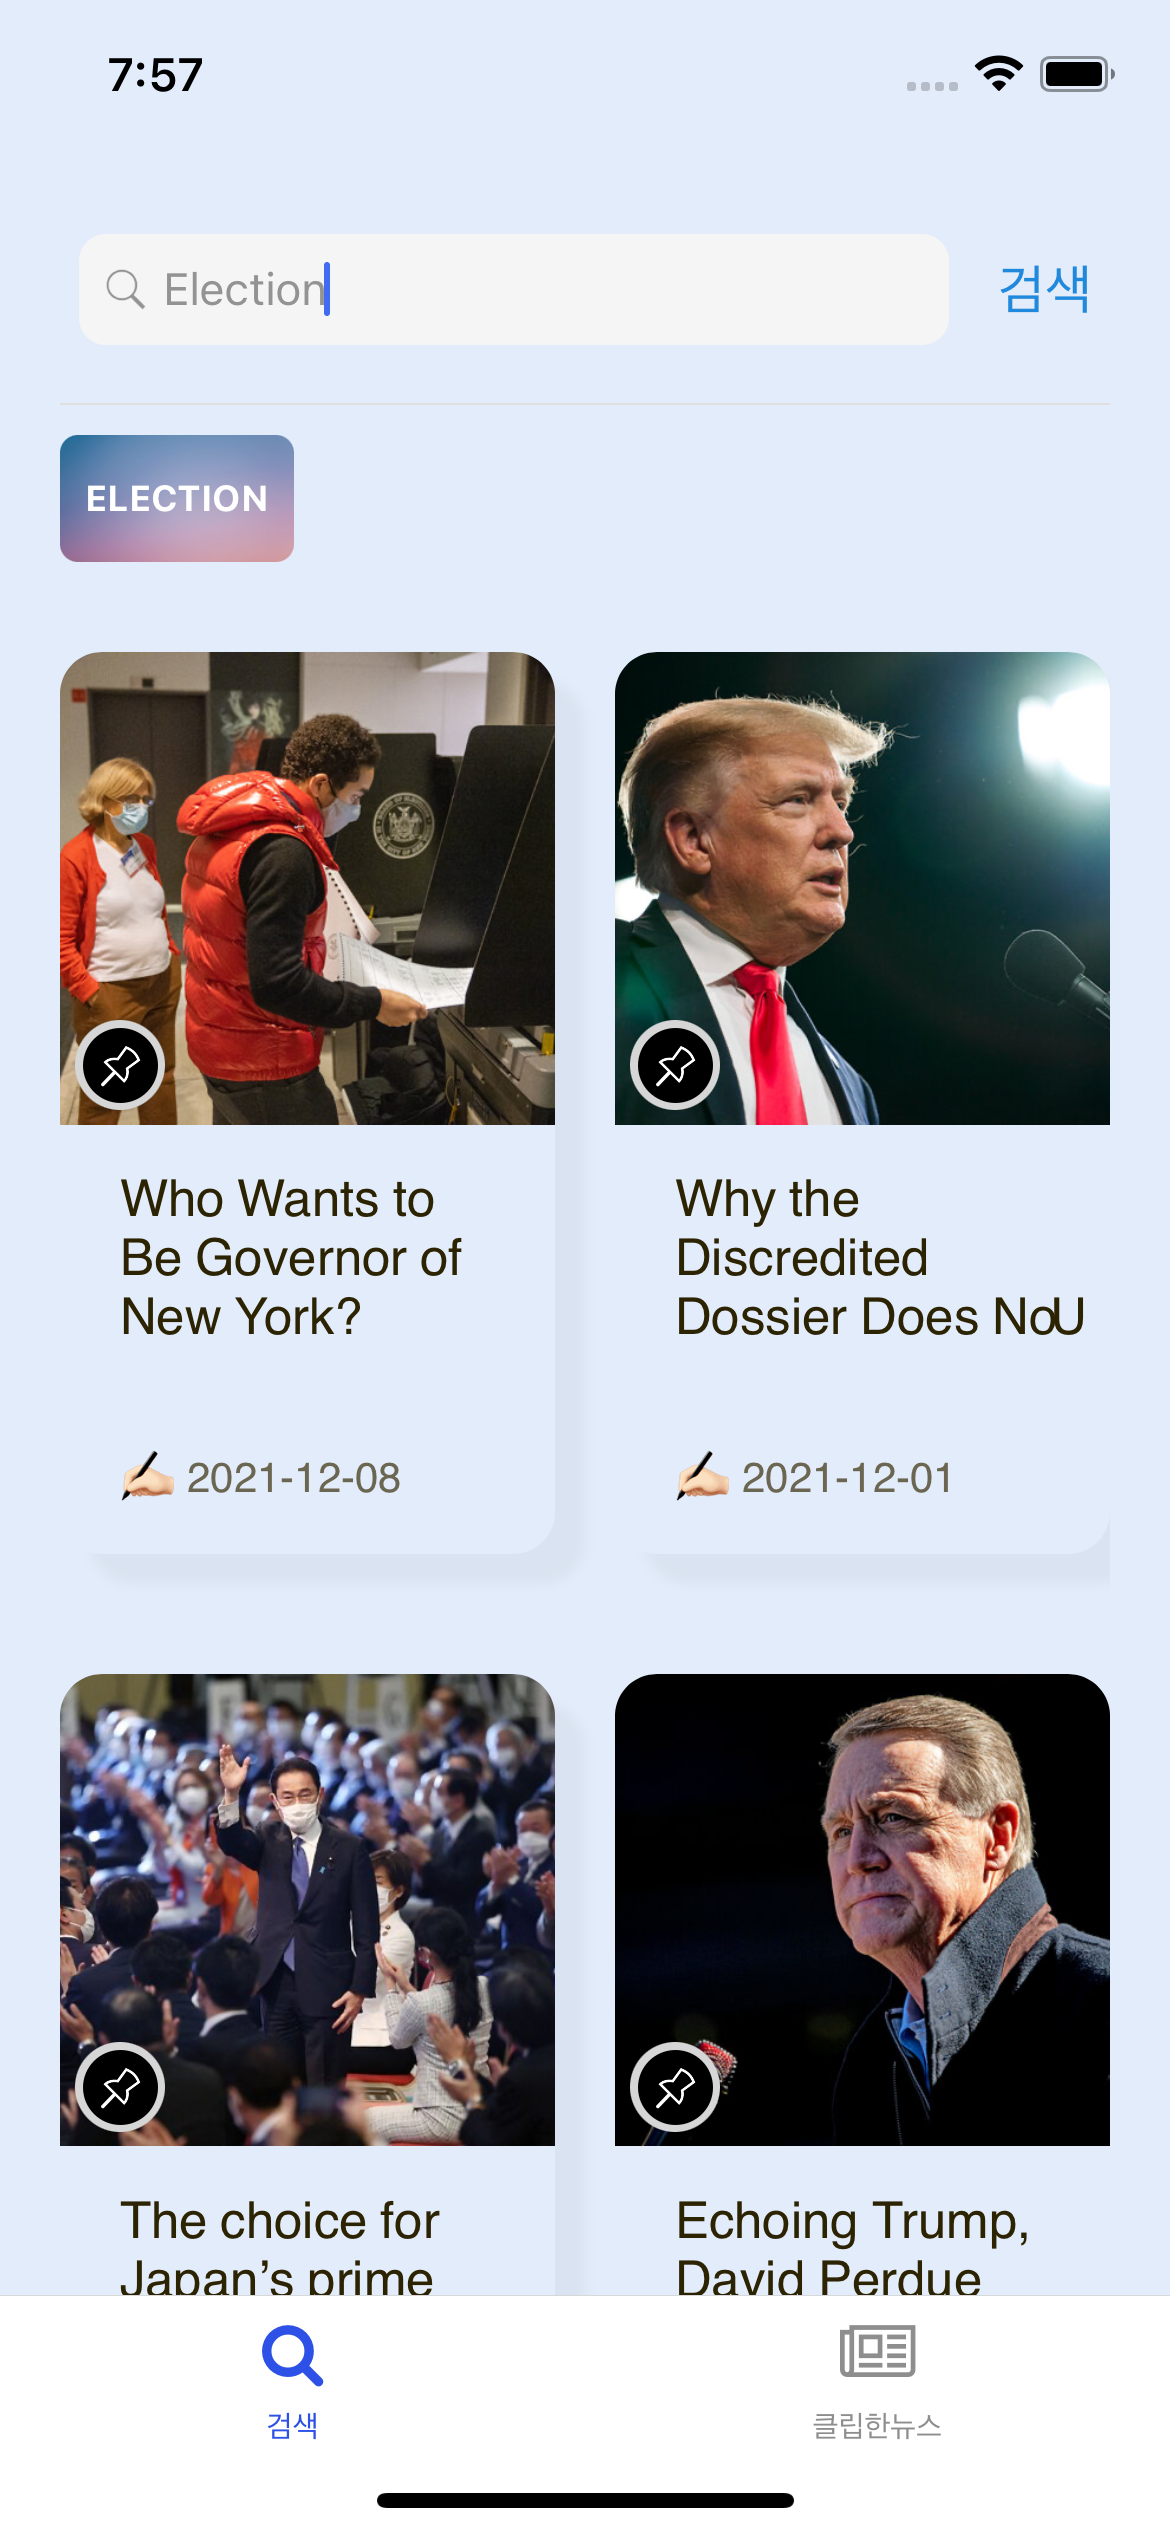 7:57
Election
검색
ELECTION
Who Wants to
Be Governor of
New York?
2021-12-08
Why the
Discredited
Dossier Does NoU
2021-12-01
The choice for
Japan’s prime
Echoing Trump,
David Perdue
검색
클립한뉴스